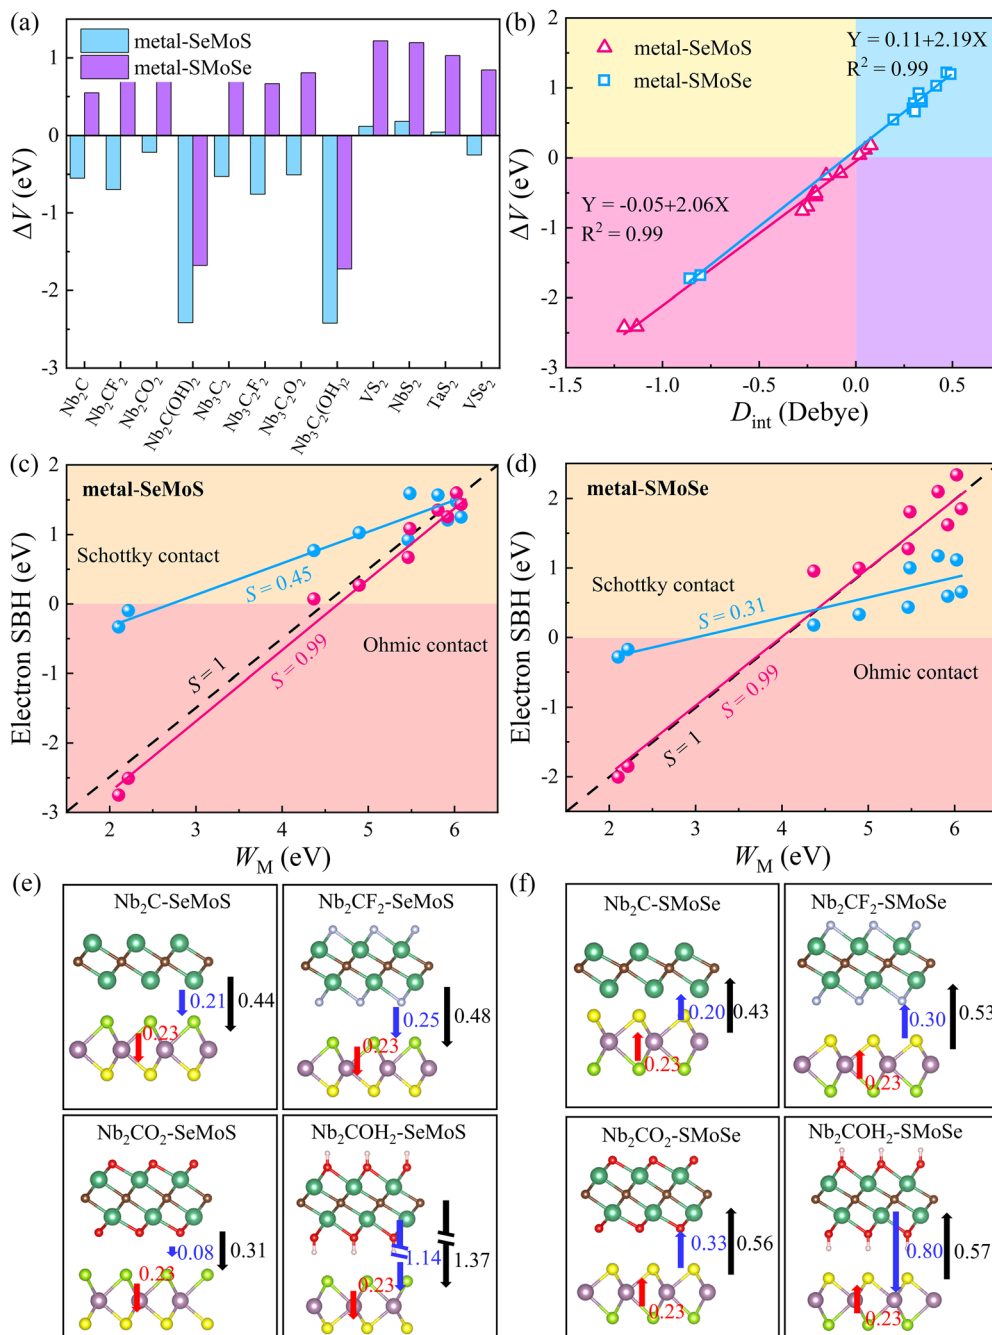 (a)
metal-SeMoS
metal-SMoSe
ΔV (eV)
1
0
-1
-2
-3
Nb₂C
Nb₂CF₂
Nb₂CO₂
Nb₂C(OH)₂
Nb₃C₂
Nb₃C₂F₂
Nb₃C₂O₂
Nb₃C₂(OH)₂
VS₂
NbS₂
TaS₂
VSe₂
(b)
metal-SeMoS
metal-SMoSe
Y = 0.11+2.19X
R² = 0.99
Y = -0.05+2.06X
R² = 0.99
ΔV (eV)
2
1
0
-1
-2
-3
-1.5
-1.0
-0.5
0.0
0.5
D_int (Debye)
(c)
metal-SeMoS
Schottky contact
Ohmic contact
S = 0.45
S = 1
S = 0.99
Electron SBH (eV)
2
1
0
-1
-2
-3
2
3
4
5
6
W_M (eV)
(d)
metal-SMoSe
Schottky contact
Ohmic contact
S = 0.31
S = 0.99
S = 1
Electron SBH (eV)
2
1
0
-1
-2
2
3
4
5
6
W_M (eV)
(e)
Nb₂C-SeMoS
0.21
0.44
0.23
Nb₂CF₂-SeMoS
0.25
0.48
0.23
Nb₂CO₂-SeMoS
0.08
0.31
0.23
Nb₂COH₂-SeMoS
1.14
1.37
0.23
(f)
Nb₂C-SMoSe
0.20
0.43
0.23
Nb₂CF₂-SMoSe
0.30
0.53
0.23
Nb₂CO₂-SMoSe
0.33
0.56
0.23
Nb₂COH₂-SMoSe
0.80
0.57
0.23